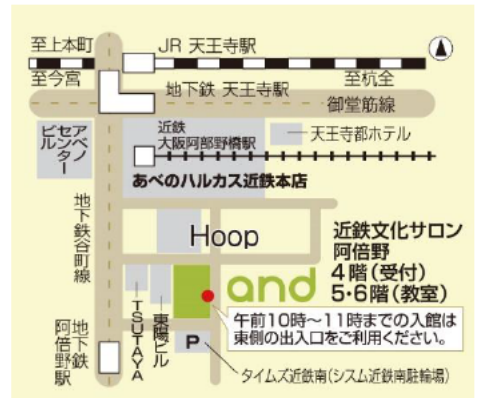 至上本町
JR 天王寺駅
至今宮
地下鉄 天王寺駅
至杭全
御堂筋線
アベノ
センター
ビル
近鉄
大阪阿部野橋駅
天王寺都ホテル
あべのハルカス近鉄本店
地下鉄谷町線
Hoop
近鉄文化サロン
阿倍野
4階(受付)
5・6階(教室)
and
TSUTAYA
東陽ビル
午前10時〜11時までの入館は
東側の出入口をご利用ください。
地下鉄
阿倍野駅
P
タイムズ近鉄南(シスム近鉄南駐輪場)